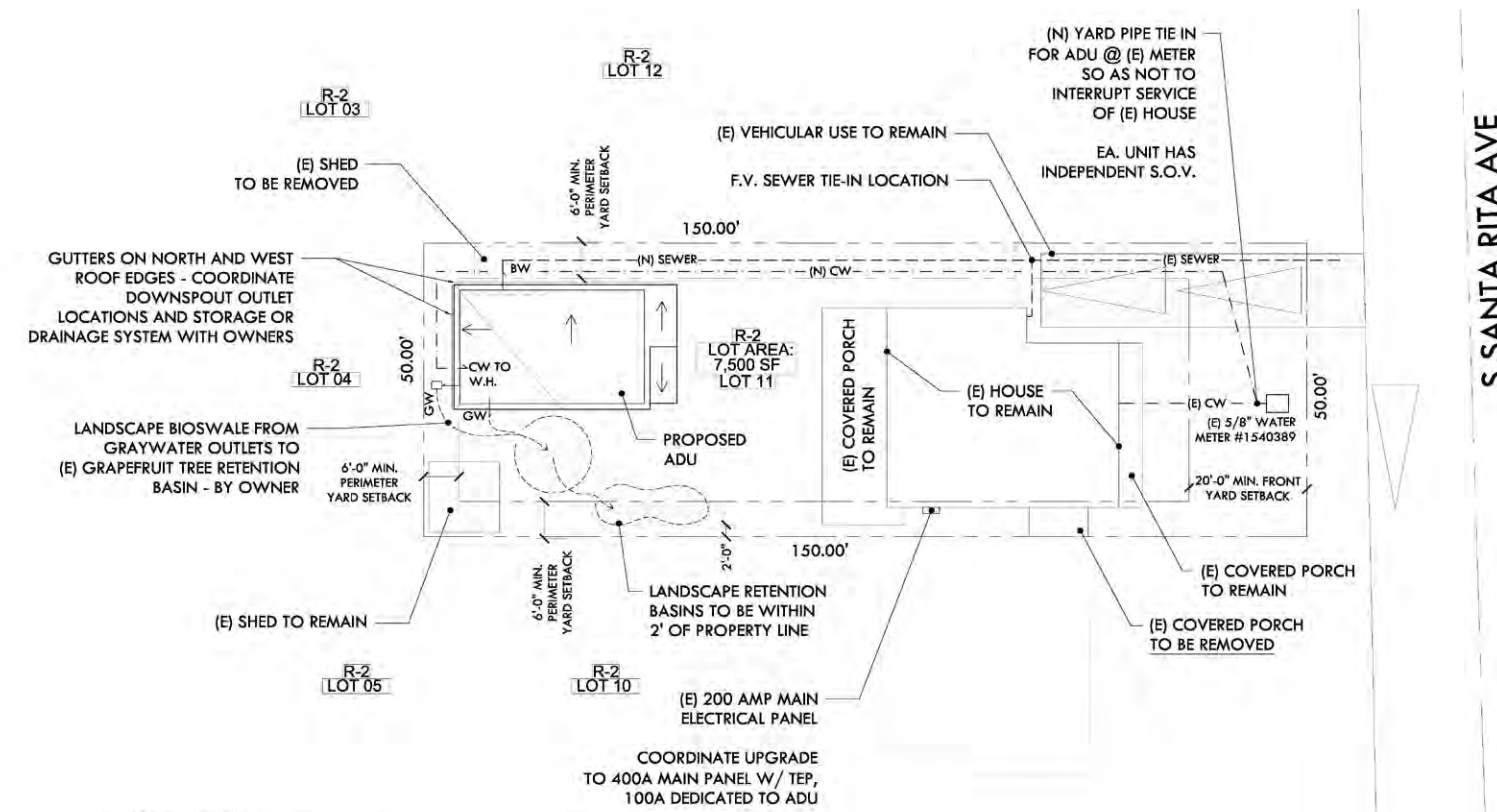 R-2
LOT 12
R-2
LOT 03
(N) YARD PIPE TIE IN
FOR ADU @ (E) METER
SO AS NOT TO
INTERRUPT SERVICE
OF (E) HOUSE
EA. UNIT HAS
INDEPENDENT S.O.V.
S SANTA RITA AVE
(E) VEHICULAR USE TO REMAIN
F.V. SEWER TIE-IN LOCATION
(E) SHED
TO BE REMOVED
6'-0" MIN.
PERIMETER
YARD SETBACK
150.00'
GUTTERS ON NORTH AND WEST
ROOF EDGES - COORDINATE
DOWNSPOUT OUTLET
LOCATIONS AND STORAGE OR
DRAINAGE SYSTEM WITH OWNERS
BW
(N) SEWER
(N) CW
(E) SEWER
R-2
LOT AREA:
7,500 SF
LOT 11
R-2
LOT 04
50.00'
CW TO
W.H.
GW
GW
(E) COVERED PORCH
TO REMAIN
(E) HOUSE
TO REMAIN
(E) CW
(E) 5/8" WATER
METER #1540389
50.00'
LANDSCAPE BIOSWALE FROM
GRAYWATER OUTLETS TO
(E) GRAPEFRUIT TREE RETENTION
BASIN - BY OWNER
PROPOSED
ADU
6'-0" MIN.
PERIMETER
YARD SETBACK
20'-0" MIN. FRONT
YARD SETBACK
2'-0"
150.00'
6'-0" MIN.
PERIMETER
YARD SETBACK
LANDSCAPE RETENTION
BASINS TO BE WITHIN
2' OF PROPERTY LINE
(E) COVERED PORCH
TO REMAIN
(E) SHED TO REMAIN
(E) COVERED PORCH
TO BE REMOVED
R-2
LOT 05
R-2
LOT 10
(E) 200 AMP MAIN
ELECTRICAL PANEL
COORDINATE UPGRADE
TO 400A MAIN PANEL W/ TEP,
100A DEDICATED TO ADU